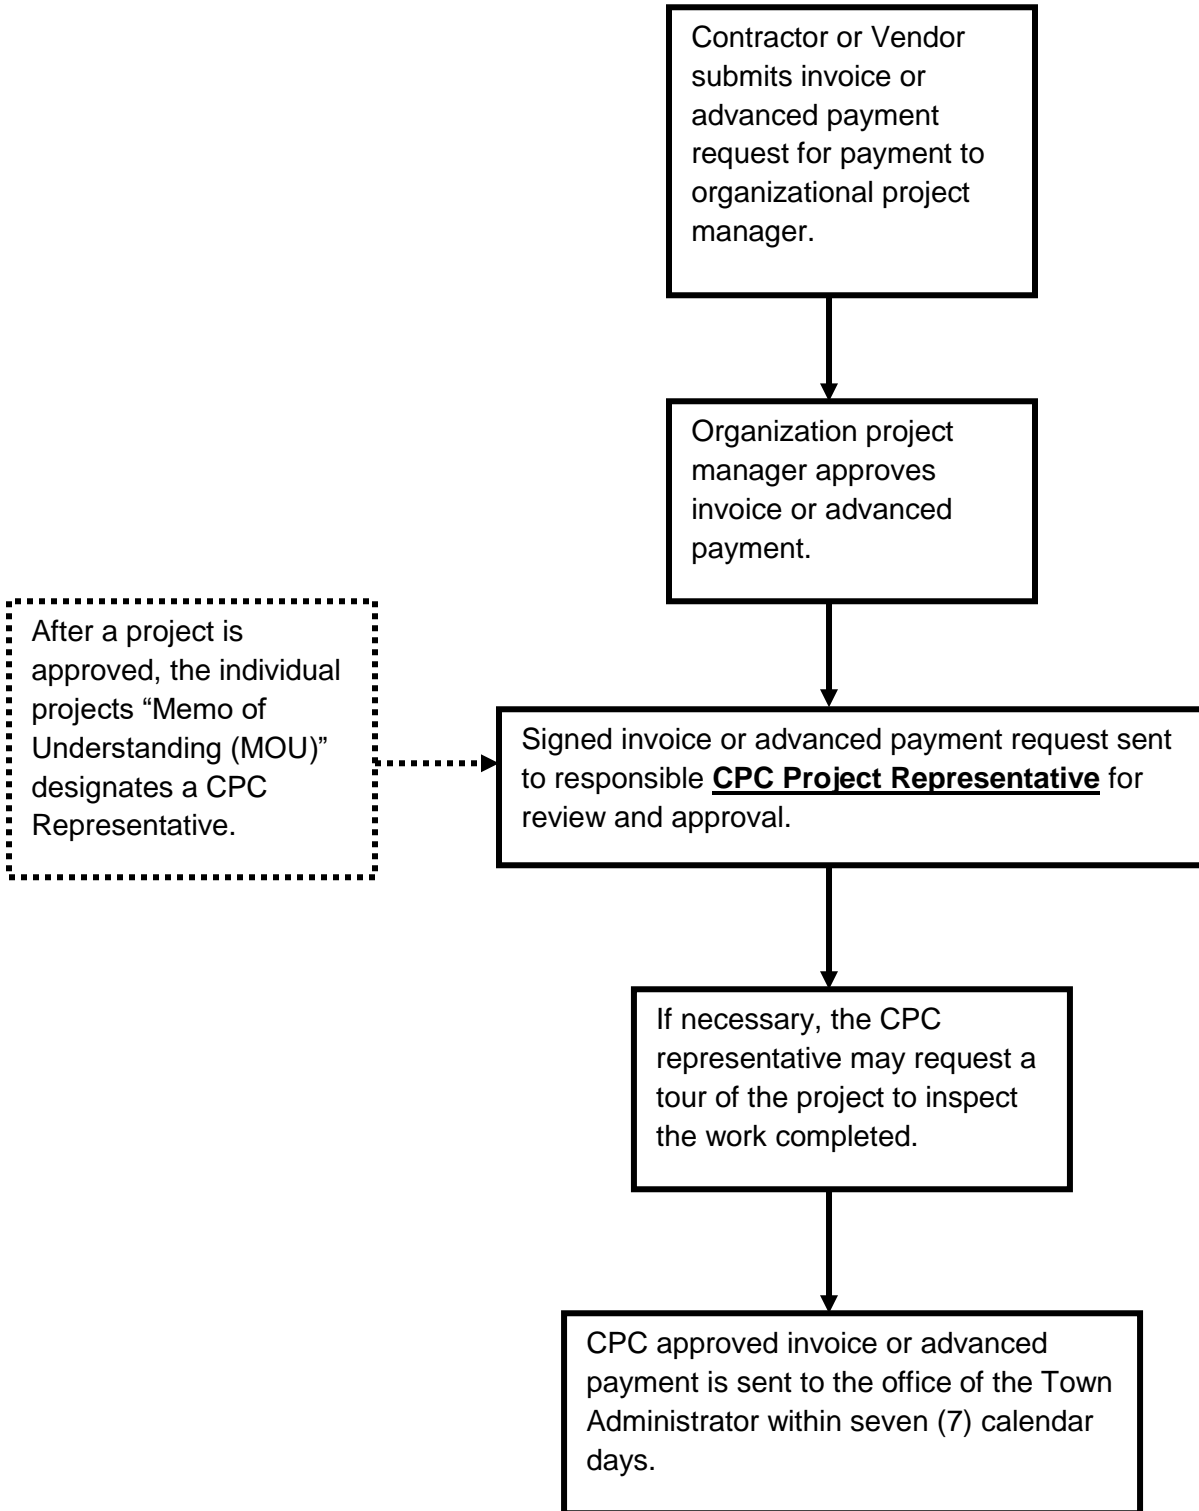 Contractor or Vendor
submits invoice or
advanced payment
request for payment to
organizational project
manager.
Organization project
manager approves
invoice or advanced
payment.
After a project is
approved, the individual
projects “Memo of
Understanding (MOU)”
designates a CPC
Representative.
Signed invoice or advanced payment request sent
to responsible CPC Project Representative for
review and approval.
If necessary, the CPC
representative may request a
tour of the project to inspect
the work completed.
CPC approved invoice or advanced
payment is sent to the office of the Town
Administrator within seven (7) calendar
days.